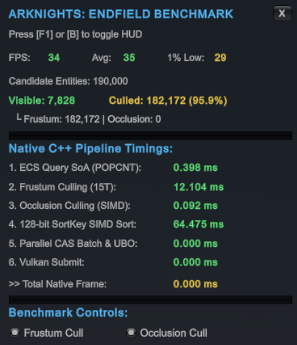 ARKNIGHTS: ENDFIELD BENCHMARK X
Press [F1] or [B] to toggle HUD
FPS: 34 Avg: 35 1% Low: 29
Candidate Entities: 190,000
Visible: 7,828 Culled: 182,172 (95.9%)
└ Frustum: 182,172 | Occlusion: 0
Native C++ Pipeline Timings:
1. ECS Query SoA (POPCNT): 0.398 ms
2. Frustum Culling (15T): 12.104 ms
3. Occlusion Culling (SIMD): 0.092 ms
4. 128-bit SortKey SIMD Sort: 64.475 ms
5. Parallel CAS Batch & UBO: 0.000 ms
6. Vulkan Submit: 0.000 ms
>> Total Native Frame: 0.000 ms
Benchmark Controls:
Frustum Cull Occlusion Cull